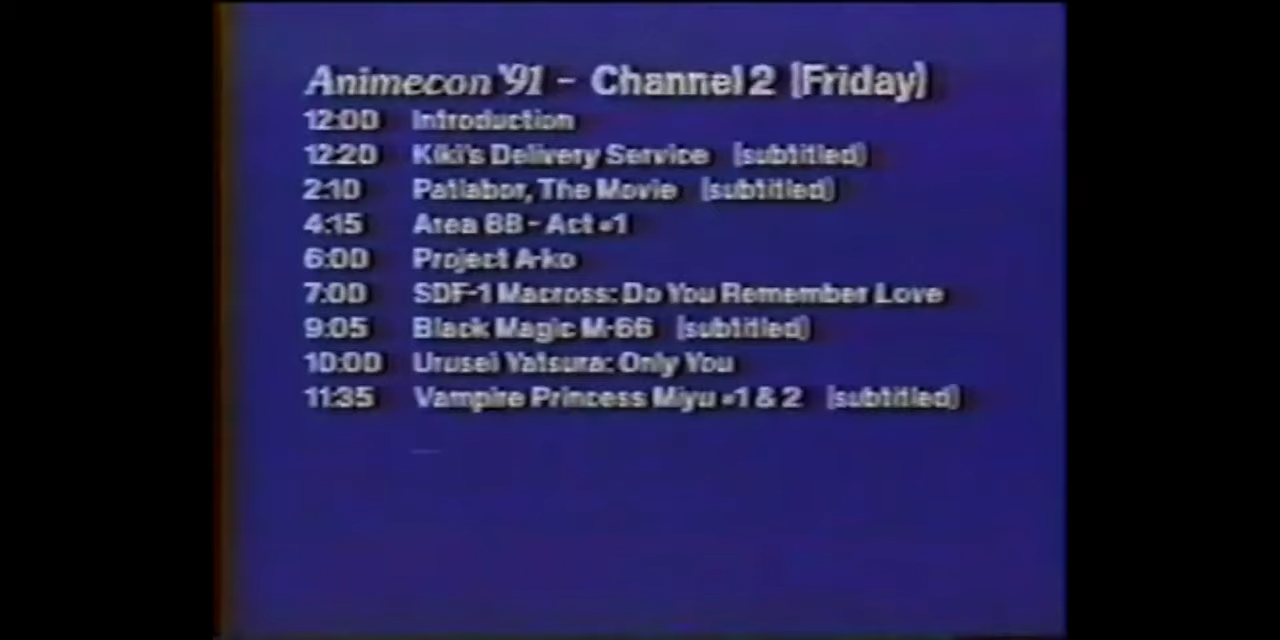 Animecon '91 - Channel 2 (Friday)
12:00 Introduction
12:20 Kiki's Delivery Service (subtitled)
2:10 Patlabor, The Movie (subtitled)
4:15 Area 88 - Act #1
6:00 Project A-ko
7:00 SDF-1 Macross: Do You Remember Love
9:05 Black Magic M-66 (subtitled)
10:00 Urusei Yatsura: Only You
11:35 Vampire Princess Miyu #1 & 2 (subtitled)